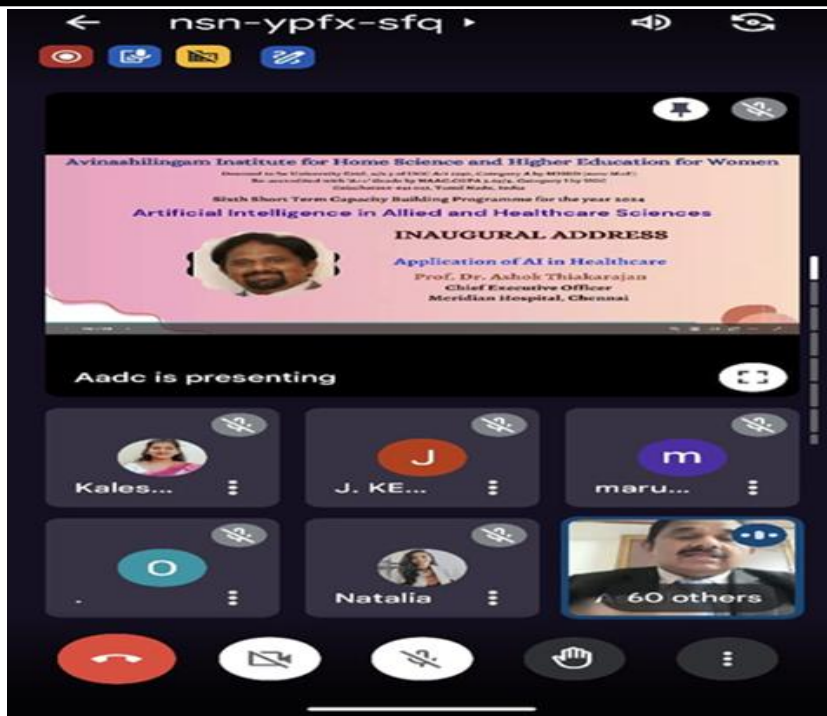 nsn-ypfx-sfq
Avinashilingam Institute for Home Science and Higher Education for Women
Sixth Short Term Capacity Building Programme for the year 2024
Artificial Intelligence in Allied and Healthcare Sciences
INAUGURAL ADDRESS
Application of AI in Healthcare
Prof. Dr. Ashok Thiakarajan
Chief Executive Officer
Meridian Hospital, Chennai
Aadc is presenting
Kales...
J
J. KE...
m
maru...
O
.
Natalia
60 others